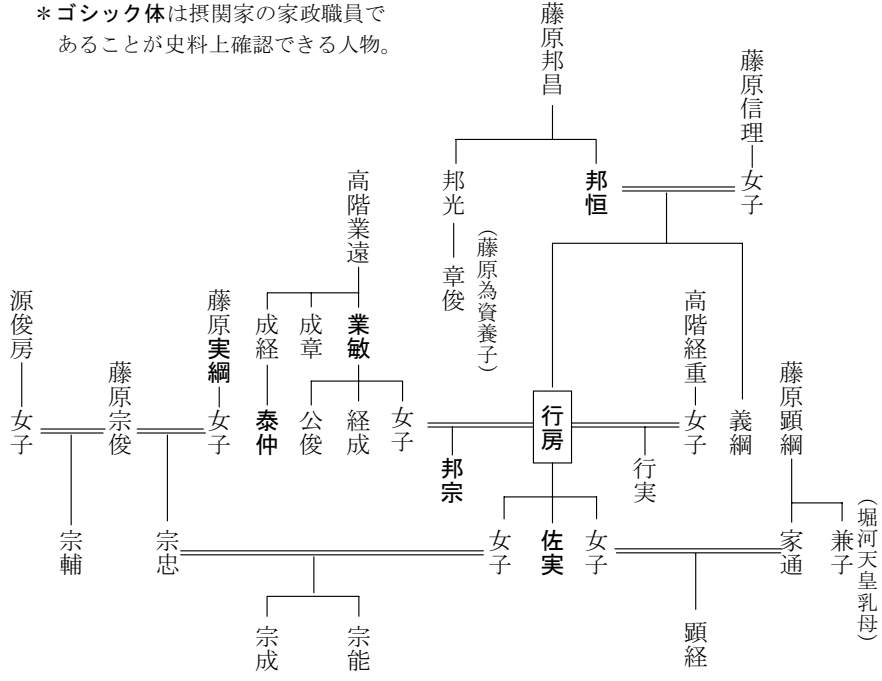 ＊ゴシック体は摂関家の家政職員で
あることが史料上確認できる人物。
藤原邦昌
藤原信理
女子
邦恒
邦光
章俊
（藤原為資養子）
高階業遠
業敏
成章
成経
女子
経成
公俊
泰仲
藤原実綱
女子
藤原宗俊
源俊房
女子
藤原顕綱
義綱
高階経重
女子
行房
行実
邦宗
（堀河天皇乳母）
兼子
家通
女子
佐実
女子
宗忠
宗輔
顕経
宗能
宗成